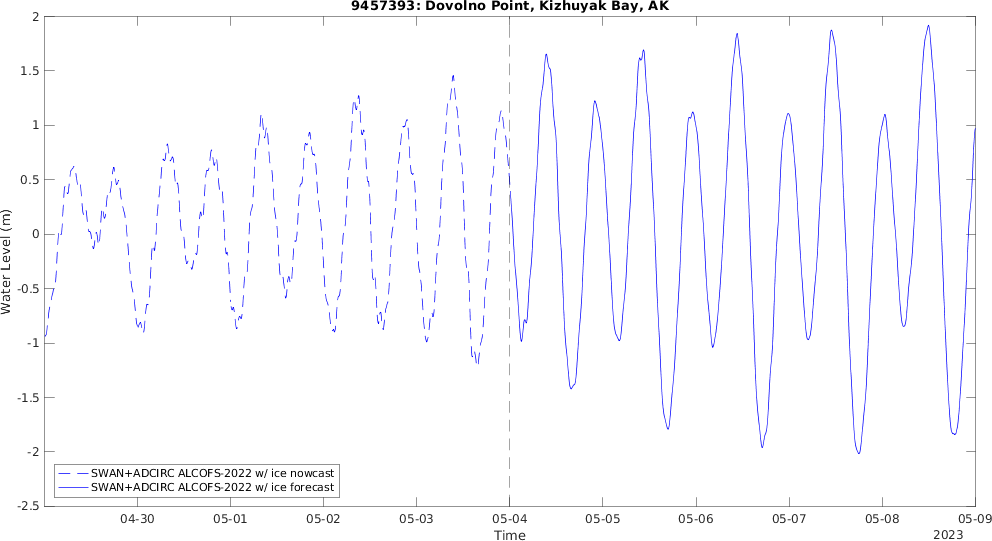 9457393: Dovolno Point, Kizhuyak Bay, AK
2
1.5
1
0.5
0
-0.5
-1
-1.5
-2
-2.5
Water Level (m)
SWAN+ADCIRC ALCOFS-2022 w/ ice nowcast
SWAN+ADCIRC ALCOFS-2022 w/ ice forecast
04-30 05-01 05-02 05-03 05-04 05-05 05-06 05-07 05-08 05-09
Time
2023